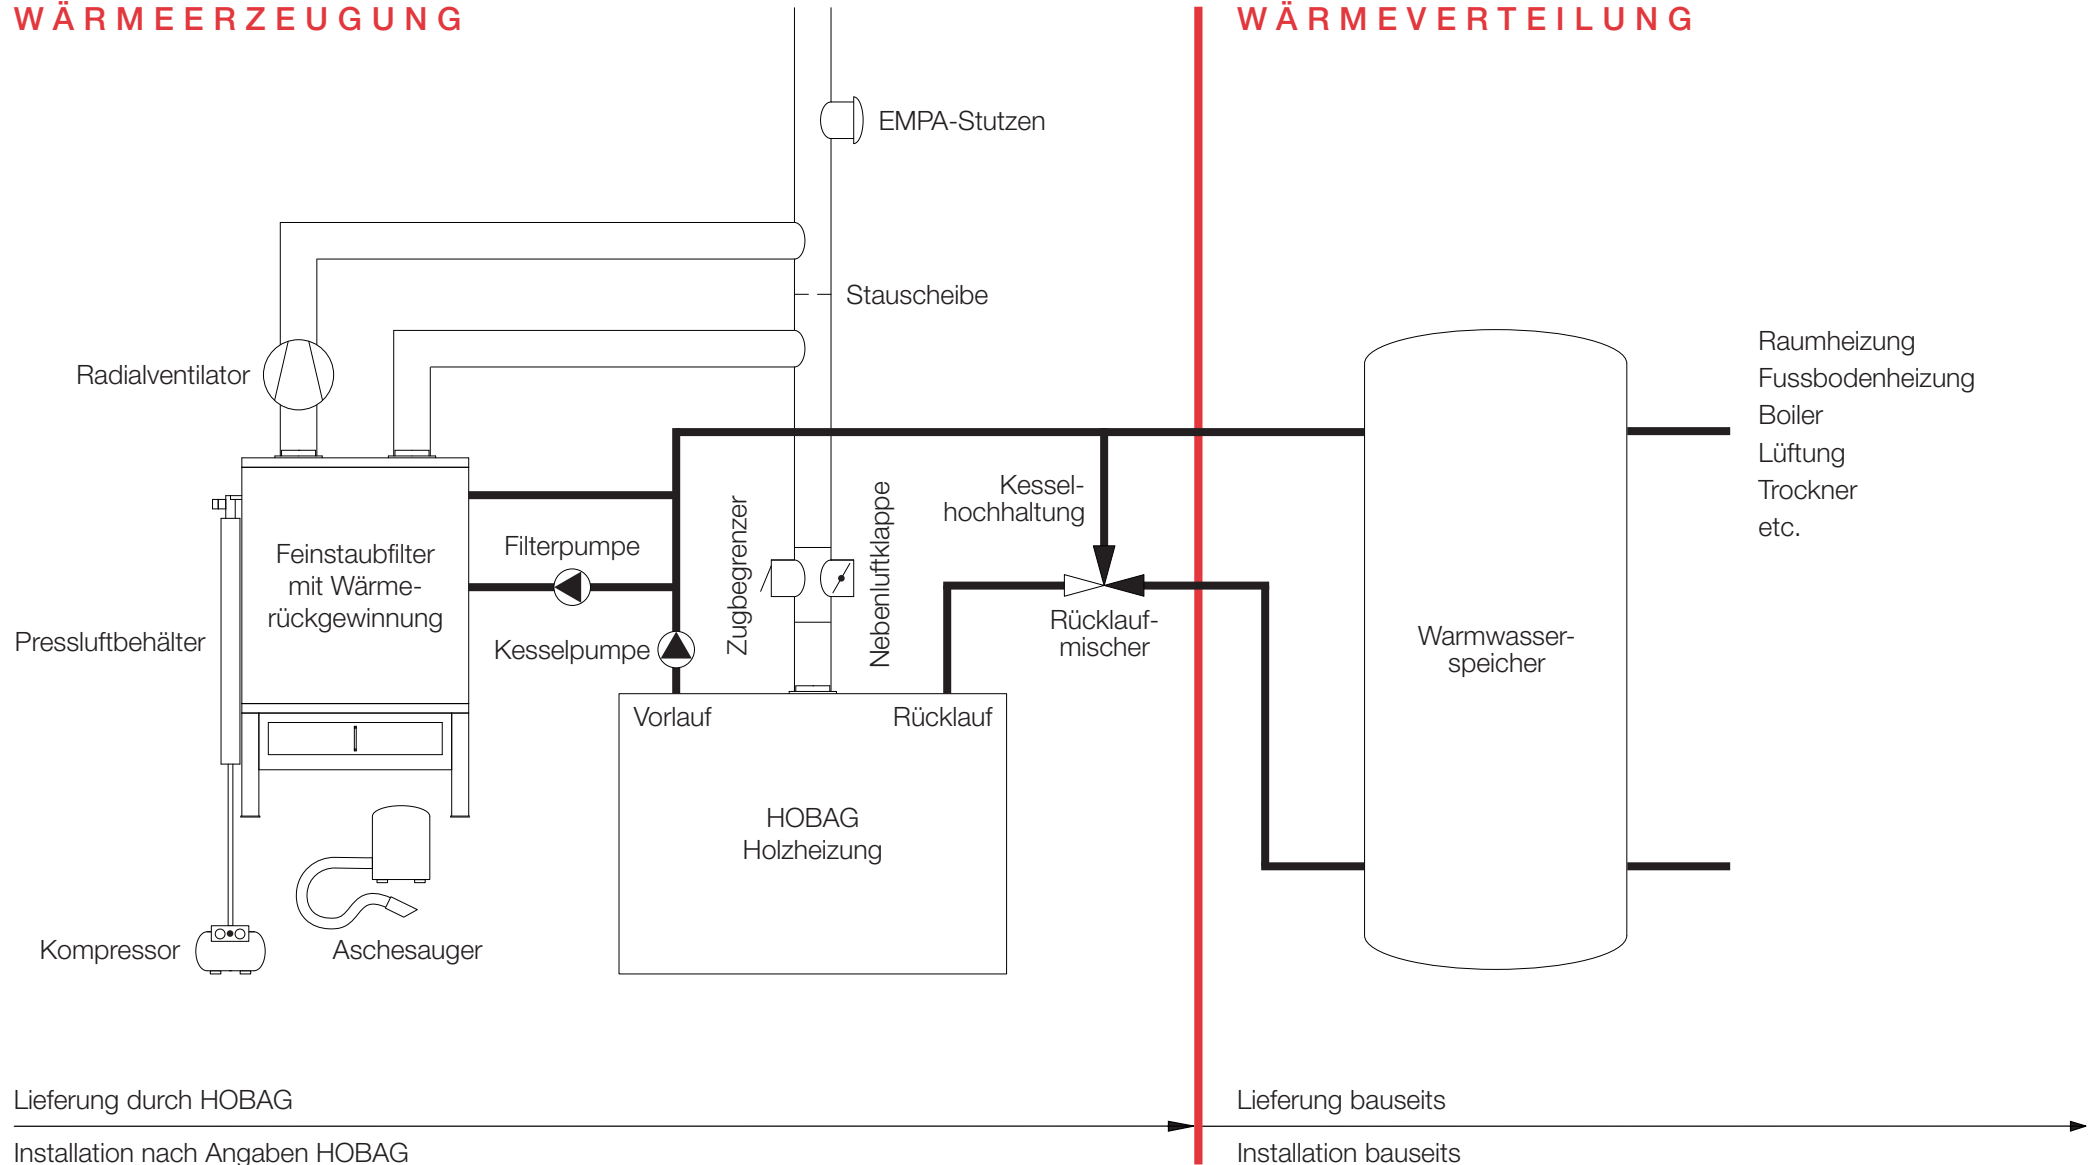 WÄRMEERZEUGUNG
WÄRMEVERTEILUNG
EMPA-Stutzen
Stauscheibe
Radialventilator
Raumheizung
Fussbodenheizung
Boiler
Lüftung
Trockner
etc.
Kessel-
hochhaltung
Zugbegrenzer
Nebenluftklappe
Filterpumpe
Feinstaubfilter
mit Wärme-
rückgewinnung
Pressluftbehälter
Kesselpumpe
Rücklauf-
mischer
Warmwasser-
speicher
Vorlauf
Rücklauf
HOBAG
Holzheizung
Kompressor
Aschesauger
Lieferung durch HOBAG
Lieferung bauseits
Installation nach Angaben HOBAG
Installation bauseits